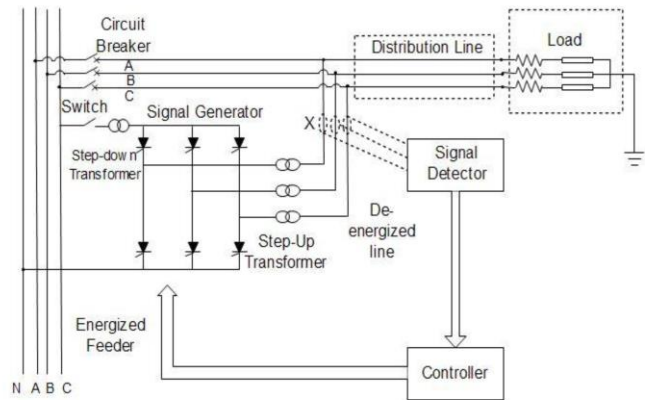 Circuit
Breaker
A
B
C
Distribution Line
Load
Switch
Signal Generator
X
Step-down
Transformer
Signal
Detector
De-
energized
line
Step-Up
Transformer
Energized
Feeder
Controller
N A B C